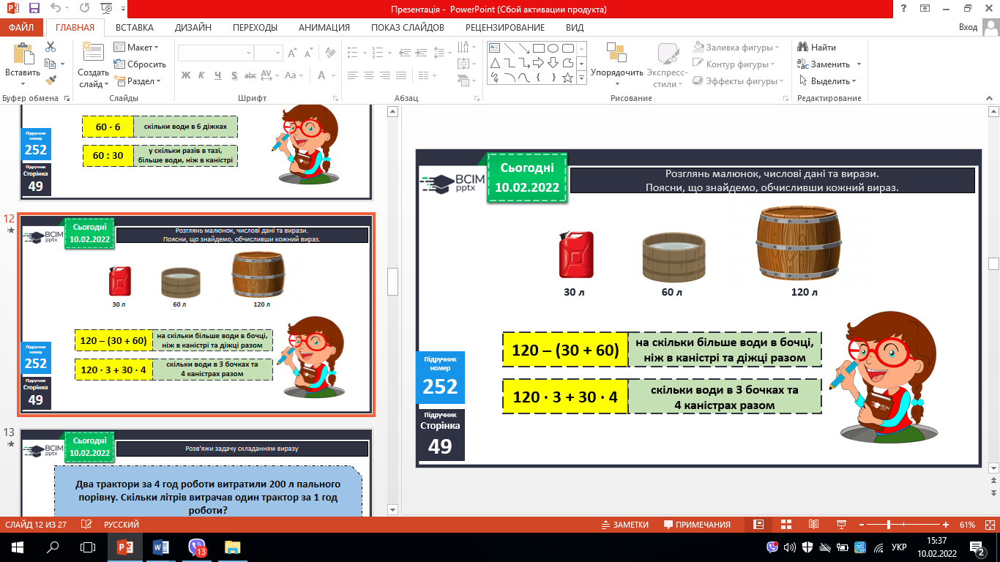 Презентація - PowerPoint (Сбой активации продукта)
ФАЙЛ ГЛАВНАЯ ВСТАВКА ДИЗАЙН ПЕРЕХОДЫ АНИМАЦИЯ ПОКАЗ СЛАЙДОВ РЕЦЕНЗИРОВАНИЕ ВИД Вход
Вставить
Создать слайд
Макет
Сбросить
Раздел
Ж К Ч S abc AV Aa A
Упорядочить
Экспресс-стили
Заливка фигуры
Контур фигуры
Эффекты фигуры
Найти
Заменить
Выделить
Буфер обмена Слайды Шрифт Абзац Рисование Редактирование
60 · 6 скільки води в 6 діжках
60 : 30 у скільки разів в тазі,
більше води, ніж в каністрі
Підручник
номер
252
Підручник
Сторінка
49
12
Сьогодні
10.02.2022
BCIM
pptx
Розглянь малюнок, числові дані та вирази.
Поясни, що знайдемо, обчисливши кожний вираз.
30 л 60 л 120 л
120 – (30 + 60) на скільки більше води в бочці,
ніж в каністрі та діжці разом
120 · 3 + 30 · 4 скільки води в 3 бочках та
4 каністрах разом
Підручник
номер
252
Підручник
Сторінка
49
13
Сьогодні
10.02.2022
BCIM
pptx
Розв'яжи задачу складанням виразу
Два трактори за 4 год роботи витратили 200 л пального
порівну. Скільки літрів витрачав один трактор за 1 год
роботи?
Сьогодні
10.02.2022
BCIM
pptx
Розглянь малюнок, числові дані та вирази.
Поясни, що знайдемо, обчисливши кожний вираз.
30 л 60 л 120 л
120 – (30 + 60) на скільки більше води в бочці,
ніж в каністрі та діжці разом
120 · 3 + 30 · 4 скільки води в 3 бочках та
4 каністрах разом
Підручник
номер
252
Підручник
Сторінка
49
СЛАЙД 12 ИЗ 27 РУССКИЙ ЗАМЕТКИ ПРИМЕЧАНИЯ 61%
13
УКР
15:37
10.02.2022
2